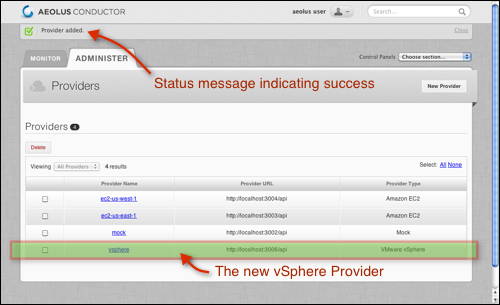 AEOLUS CONDUCTOR
aeolus user
Search...
Provider added.
Close
Status message indicating success
MONITOR
ADMINISTER
Control Panels
Choose section...
Providers
New Provider
Providers 4
Delete
Viewing All Providers 4 results
Select: All None
Provider Name Provider URL Provider Type
ec2-us-west-1 http://localhost:3004/api Amazon EC2
ec2-us-east-1 http://localhost:3003/api Amazon EC2
mock http://localhost:3002/api Mock
vsphere http://localhost:3006/api VMware vSphere
The new vSphere Provider